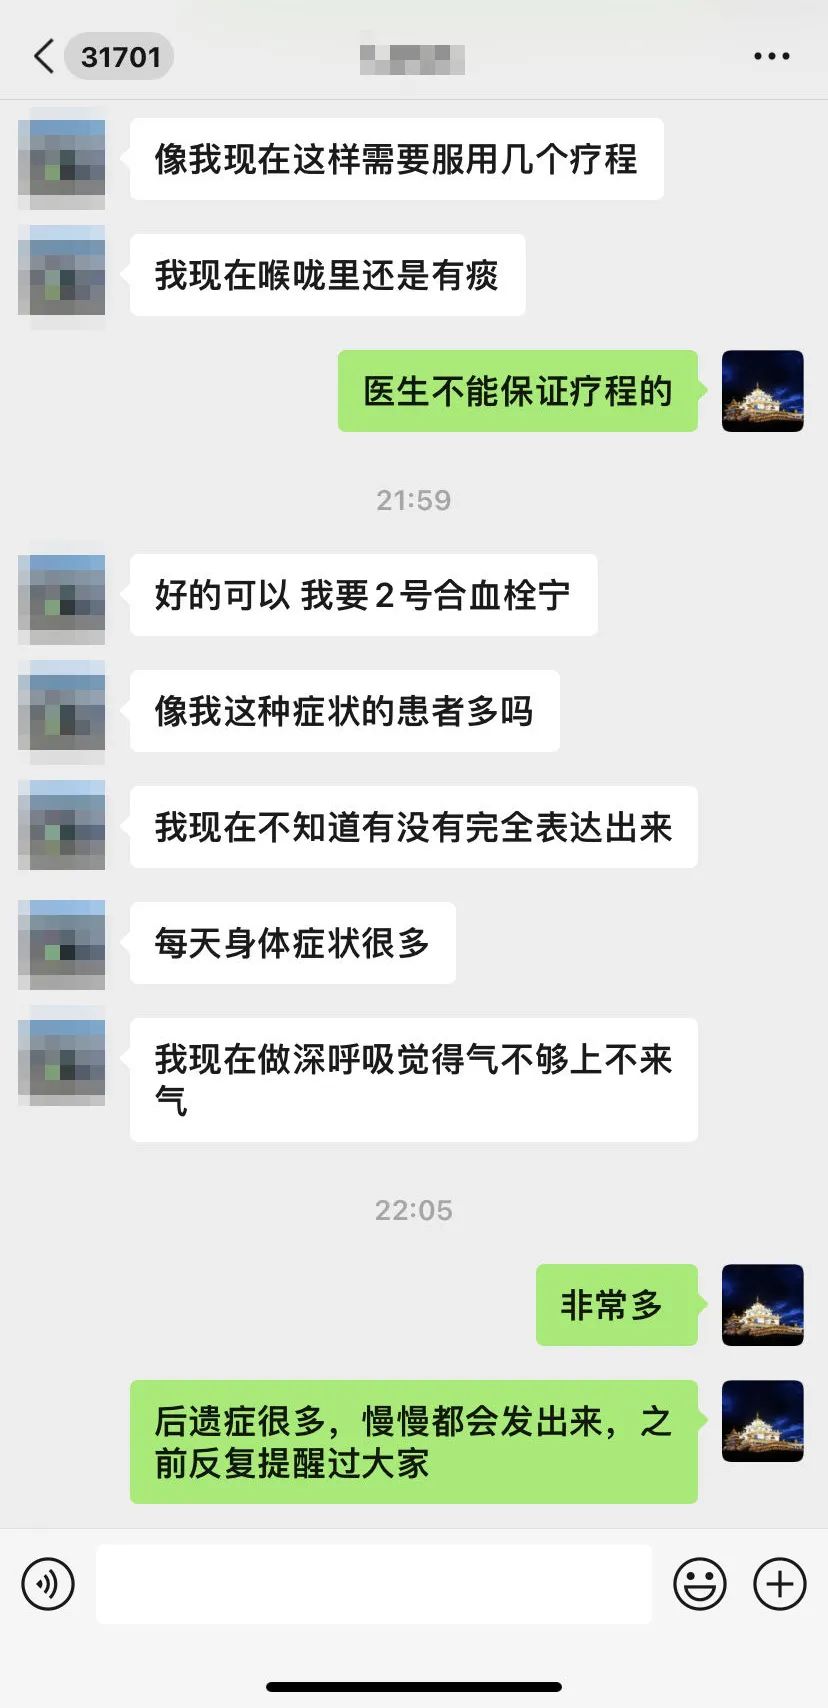 31701
像我现在这样需要服用几个疗程
我现在喉咙里还是有痰
医生不能保证疗程的
21:59
好的可以 我要2号合血栓宁
像我这种症状的患者多吗
我现在不知道有没有完全表达出来
每天身体症状很多
我现在做深呼吸觉得气不够上不来
气
22:05
非常多
后遗症很多，慢慢都会发出来，之
前反复提醒过大家